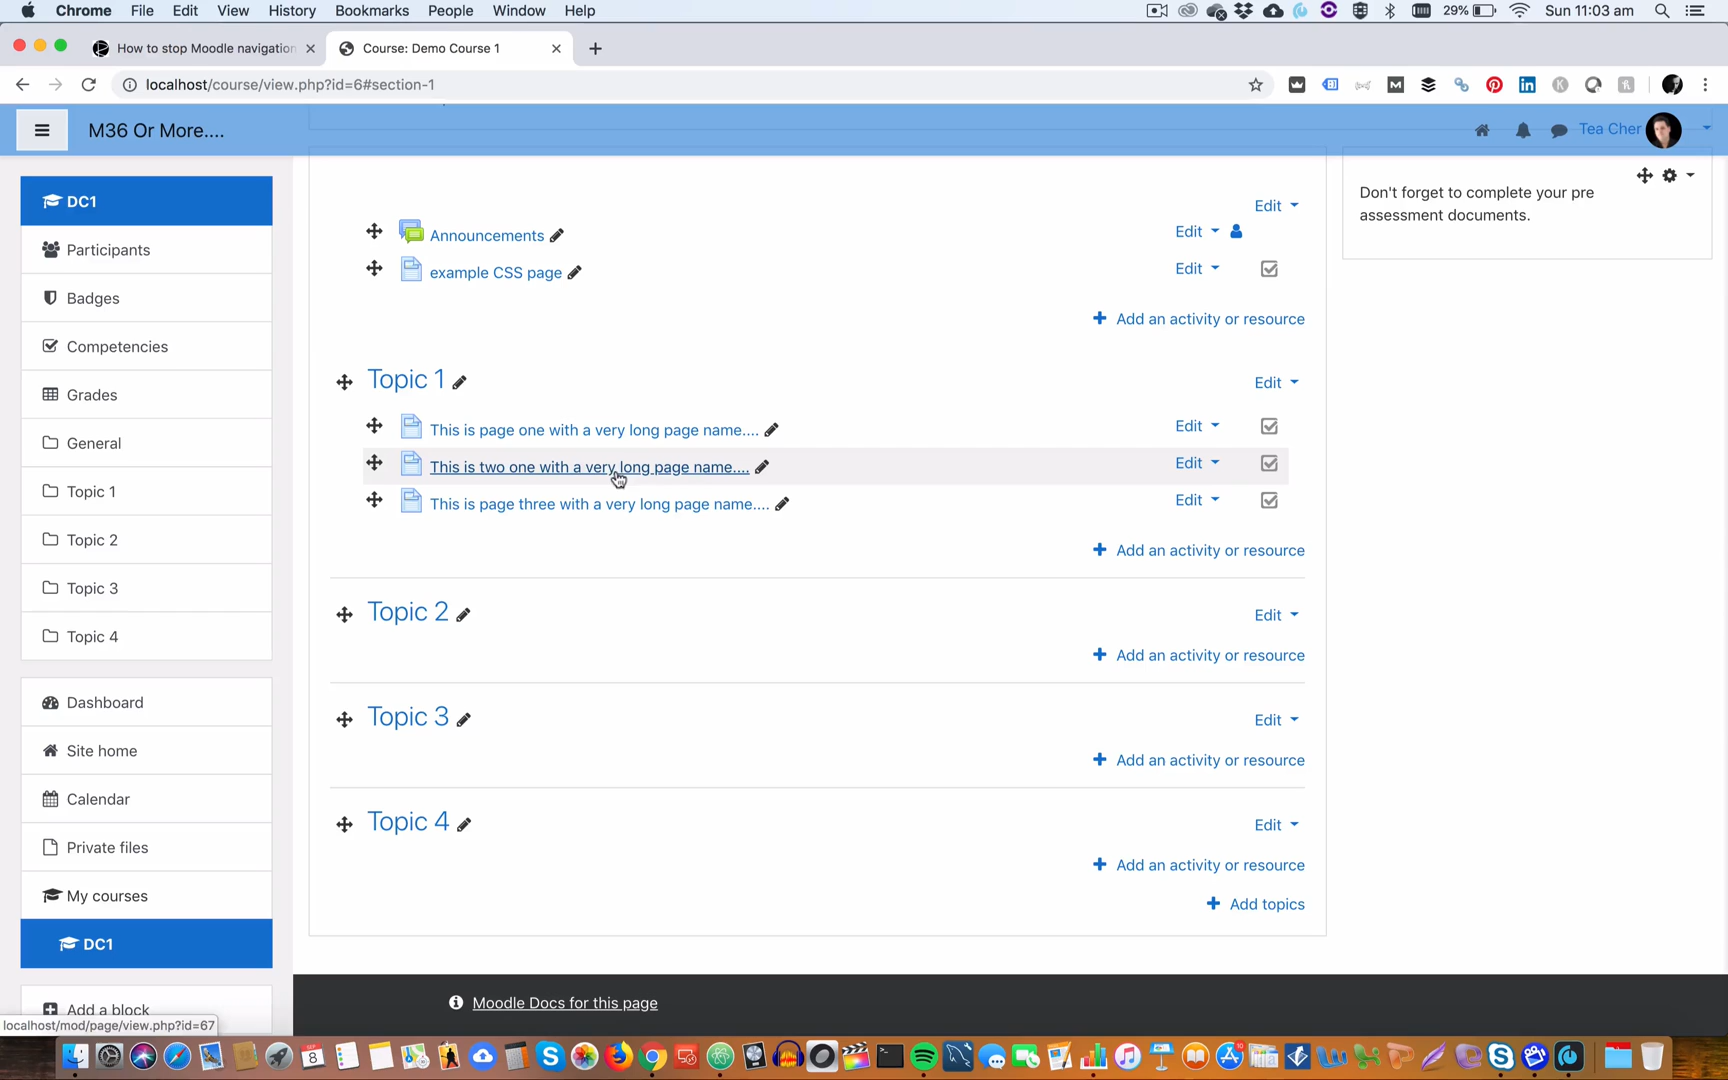 Chrome File Edit View History Bookmarks People Window Help 29% Sun 11:03 am
How to stop Moodle navigation
Course: Demo Course 1
localhost/course/view.php?id=6#section-1
M36 Or More....
Tea Cher
DC1
Participants
Badges
Competencies
Grades
General
Topic 1
Topic 2
Topic 3
Topic 4
Dashboard
Site home
Calendar
Private files
My courses
DC1
Add a block
localhost/mod/page/view.php?id=67
Edit
Announcements Edit
example CSS page Edit
Add an activity or resource
Topic 1 Edit
This is page one with a very long page name.... Edit
This is two one with a very long page name.... Edit
This is page three with a very long page name.... Edit
Add an activity or resource
Topic 2 Edit
Add an activity or resource
Topic 3 Edit
Add an activity or resource
Topic 4 Edit
Add an activity or resource
Add topics
Don't forget to complete your pre
assessment documents.
Moodle Docs for this page